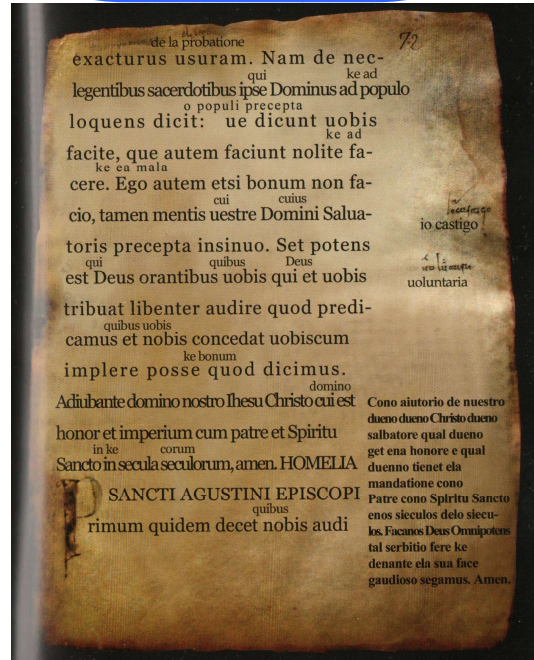 72
de la probatione
exacturus usuram. Nam de nec-
qui ke ad
legentibus sacerdotibus ipse Dominus ad populo
o populi precepta
loquens dicit: ue dicunt uobis
ke ad
facite, que autem faciunt nolite fa-
ke ea mala
cere. Ego autem etsi bonum non fa-
cui cuius
cio, tamen mentis uestre Domini Salua-
io castigo
toris precepta insinuo. Set potens
qui quibus Deus
est Deus orantibus uobis qui et uobis
uoluntaria
tribuat libenter audire quod predi-
quibus uobis
camus et nobis concedat uobiscum
ke bonum
implere posse quod dicimus.
domino
Adiubante domino nostro Ihesu Christo cui est
honor et imperium cum patre et Spiritu
in ke corum
Sancto in secula seculorum, amen. HOMELIA
SANCTI AGUSTINI EPISCOPI
quibus
Primum quidem decet nobis audi
Cono aiutorio de nuestro
dueno dueno Christo dueno
salbatore qual dueno
get ena honore e qual
duenno tienet ela
mandatione cono
Patre cono Spiritu Sancto
enos sieculos delo siecu-
los. Facanos Deus Omnipotens
tal serbitio fere ke
denante ela sua face
gaudioso segamus. Amen.